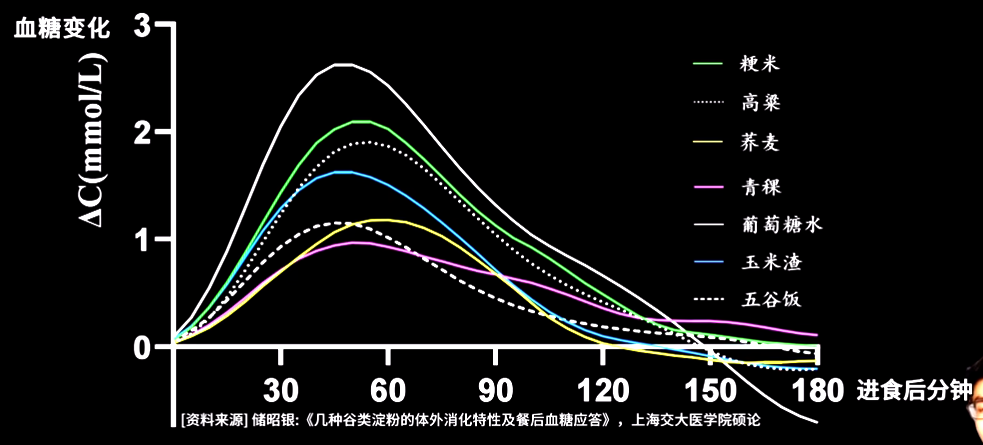 血糖变化
ΔC(mmol/L)
3
2
1
0
粳米
高粱
荞麦
青稞
葡萄糖水
玉米渣
五谷饭
30 60 90 120 150 180 进食后分钟
[资料来源] 储昭银:《几种谷类淀粉的体外消化特性及餐后血糖应答》，上海交大医学院硕论